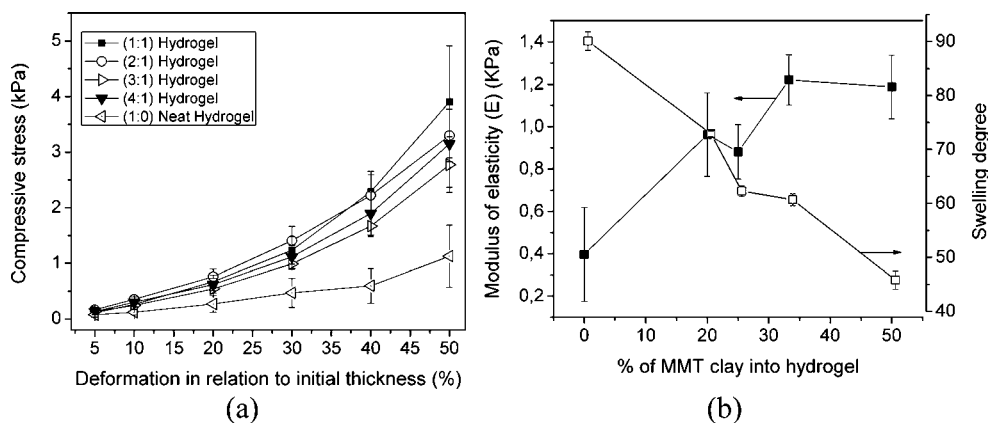 Compressive stress (kPa)
5
4
3
2
1
0
(1:1) Hydrogel
(2:1) Hydrogel
(3:1) Hydrogel
(4:1) Hydrogel
(1:0) Neat Hydrogel
5 10 15 20 25 30 35 40 45 50
Deformation in relation to initial thickness (%)
(a)
Modulus of elasticity (E) (KPa)
1,4
1,2
1,0
0,8
0,6
0,4
0,2
0 10 20 30 40 50
% of MMT clay into hydrogel
90
80
70
60
50
40
Swelling degree
(b)